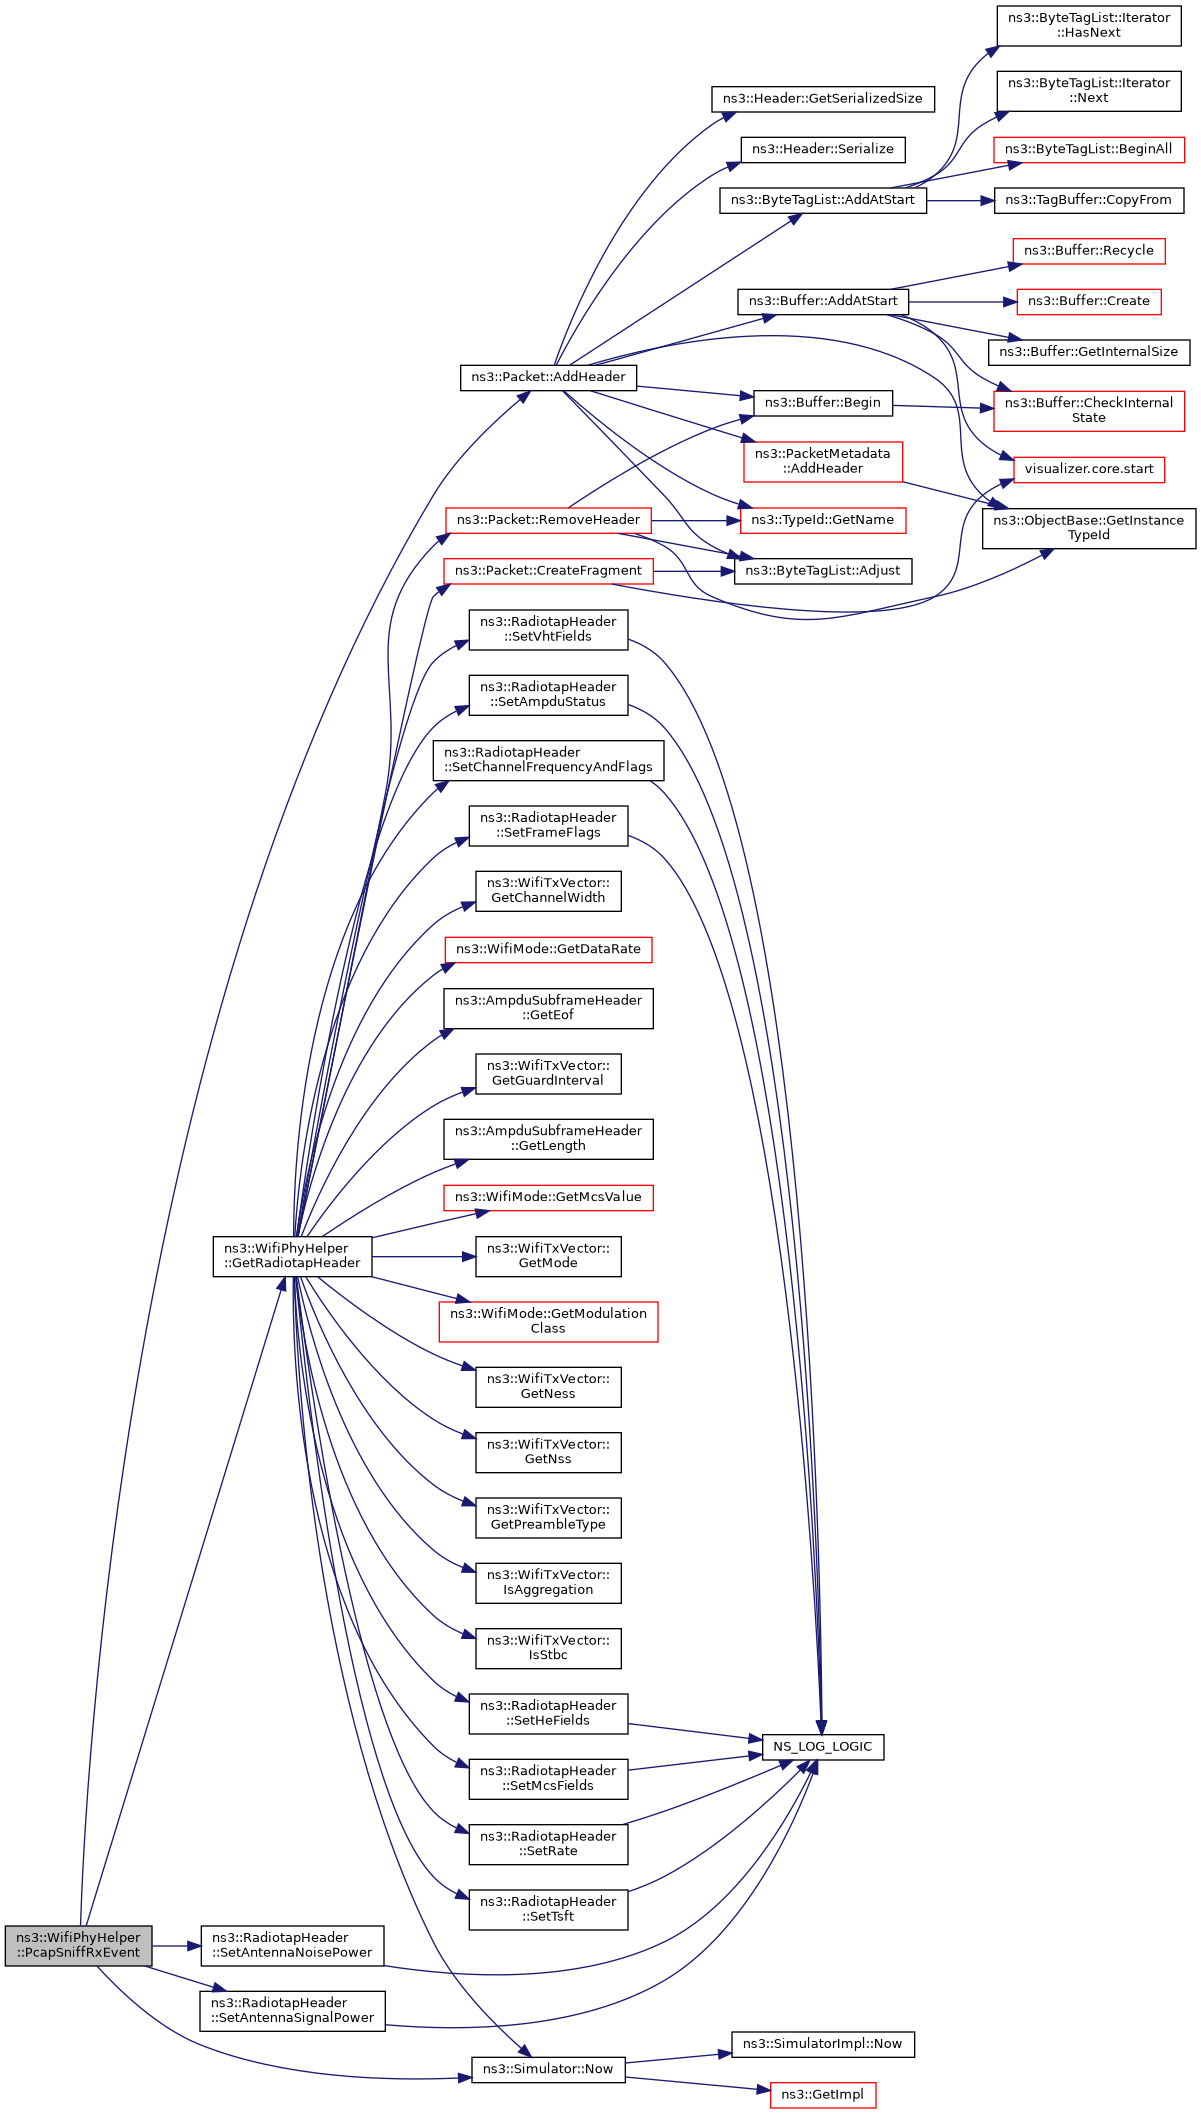 ns3::ByteTagList::Iterator
::HasNext
ns3::ByteTagList::Iterator
::Next
ns3::Header::GetSerializedSize
ns3::Header::Serialize
ns3::ByteTagList::BeginAll
ns3::ByteTagList::AddAtStart
ns3::TagBuffer::CopyFrom
ns3::Buffer::Recycle
ns3::Buffer::AddAtStart
ns3::Buffer::Create
ns3::Buffer::GetInternalSize
ns3::Packet::AddHeader
ns3::Buffer::Begin
ns3::Buffer::CheckInternal
State
ns3::PacketMetadata
::AddHeader
visualizer.core.start
ns3::Packet::RemoveHeader
ns3::TypeId::GetName
ns3::ObjectBase::GetInstance
TypeId
ns3::Packet::CreateFragment
ns3::ByteTagList::Adjust
ns3::RadiotapHeader
::SetVhtFields
ns3::RadiotapHeader
::SetAmpduStatus
ns3::RadiotapHeader
::SetChannelFrequencyAndFlags
ns3::RadiotapHeader
::SetFrameFlags
ns3::WifiTxVector::
GetChannelWidth
ns3::WifiMode::GetDataRate
ns3::AmpduSubframeHeader
::GetEof
ns3::WifiTxVector::
GetGuardInterval
ns3::AmpduSubframeHeader
::GetLength
ns3::WifiMode::GetMcsValue
ns3::WifiPhyHelper
::GetRadiotapHeader
ns3::WifiTxVector::
GetMode
ns3::WifiMode::GetModulation
Class
ns3::WifiTxVector::
GetNess
ns3::WifiTxVector::
GetNss
ns3::WifiTxVector::
GetPreambleType
ns3::WifiTxVector::
IsAggregation
ns3::WifiTxVector::
IsStbc
ns3::RadiotapHeader
::SetHeFields
NS_LOG_LOGIC
ns3::RadiotapHeader
::SetMcsFields
ns3::RadiotapHeader
::SetRate
ns3::RadiotapHeader
::SetTsft
ns3::WifiPhyHelper
::PcapSniffRxEvent
ns3::RadiotapHeader
::SetAntennaNoisePower
ns3::RadiotapHeader
::SetAntennaSignalPower
ns3::SimulatorImpl::Now
ns3::Simulator::Now
ns3::GetImpl